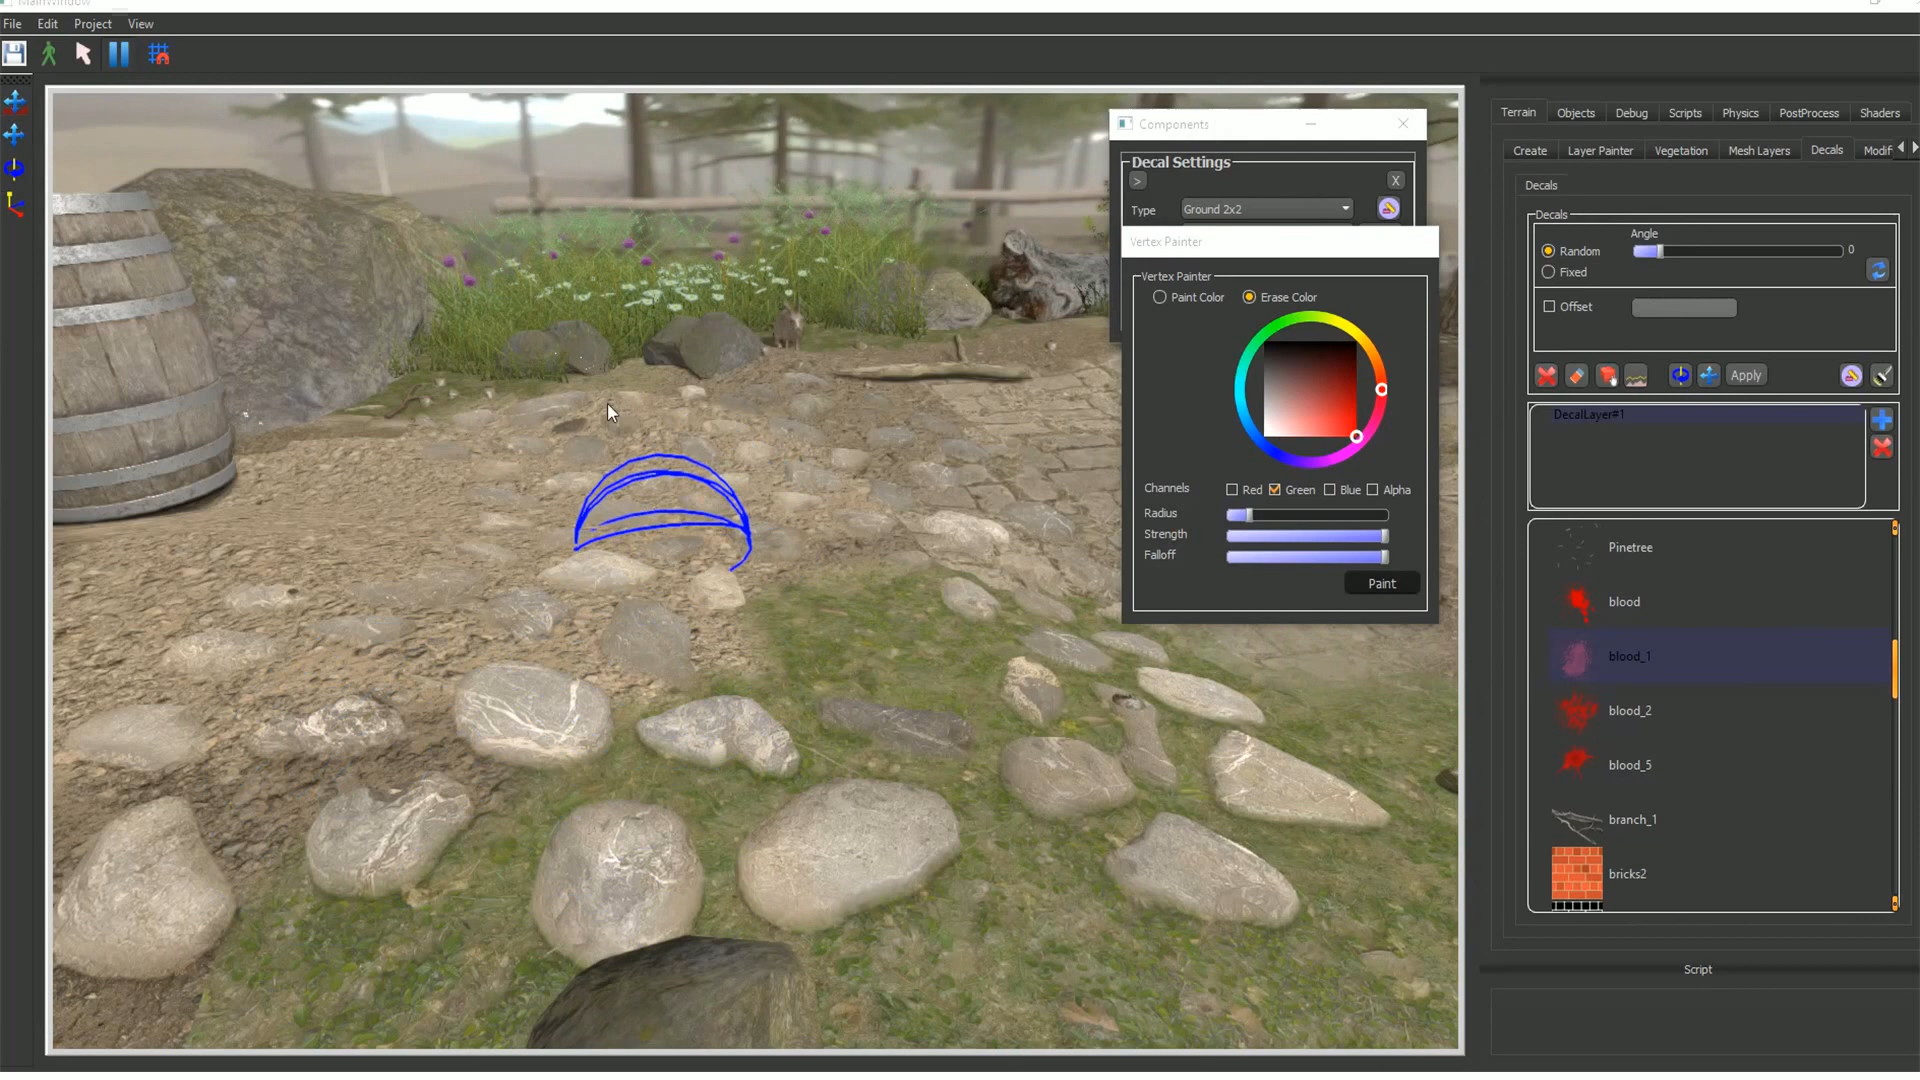 MainWindow
File Edit Project View
Components
Decal Settings
> X
Type Ground 2x2
Vertex Painter
Vertex Painter
Paint Color Erase Color
Channels Red Green Blue Alpha
Radius
Strength
Falloff
Paint
Terrain Objects Debug Scripts Physics PostProcess Shaders
Create Layer Painter Vegetation Mesh Layers Decals Modif
Decals
Decals
Angle
Random 0
Fixed
Offset
Apply
DecalLayer#1
Pinetree
blood
blood_1
blood_2
blood_5
branch_1
bricks2
Script